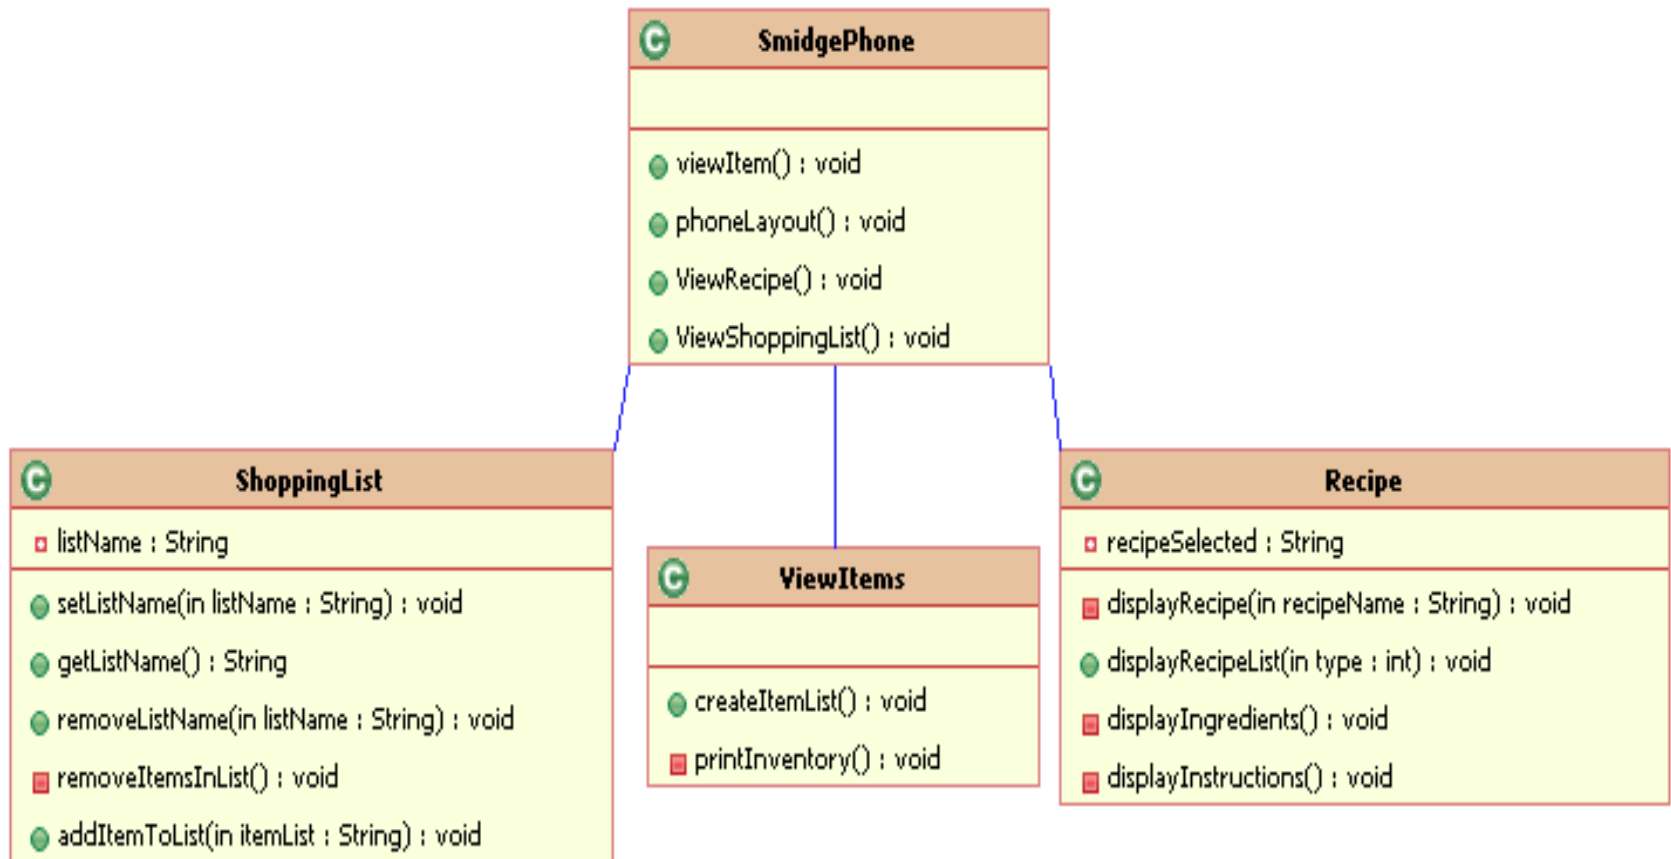 C SmidgePhone
viewItem() : void
phoneLayout() : void
ViewRecipe() : void
ViewShoppingList() : void
C ShoppingList
listName : String
setListName(in listName : String) : void
getListName() : String
removeListName(in listName : String) : void
removeItemsInList() : void
addItemToList(in itemList : String) : void
C ViewItems
createItemList() : void
printInventory() : void
C Recipe
recipeSelected : String
displayRecipe(in recipeName : String) : void
displayRecipeList(in type : int) : void
displayIngredients() : void
displayInstructions() : void